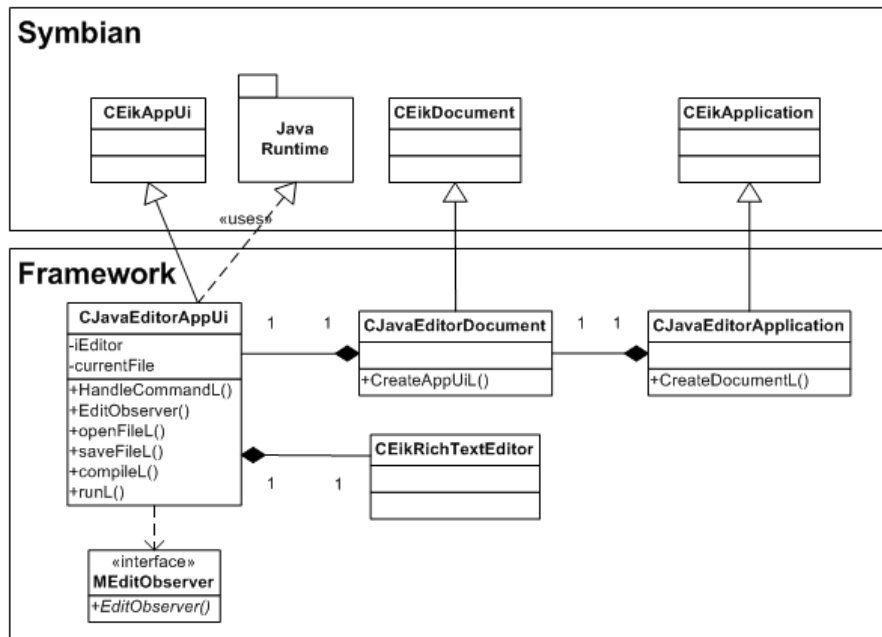 Symbian
CEikAppUi
Java
Runtime
CEikDocument
CEikApplication
«uses»
Framework
CJavaEditorAppUi
-iEditor
-currentFile
+HandleCommandL()
+EditObserver()
+openFileL()
+saveFileL()
+compileL()
+runL()
1 1
CJavaEditorDocument
+CreateAppUiL()
1 1
CJavaEditorApplication
+CreateDocumentL()
CEikRichTextEditor
1 1
«interface»
MEditObserver
+EditObserver()